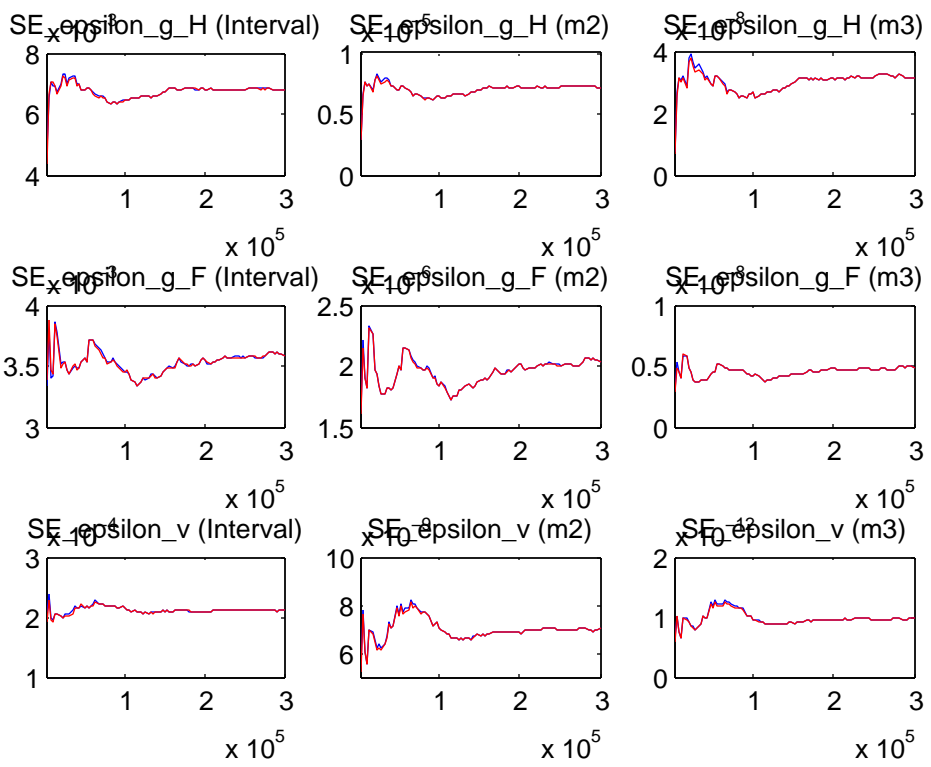 SE_epsilon_g_H (Interval)
x 10^-3
8
6
4
1 2 3
x 10^5
SE_epsilon_g_H (m2)
x 10^-5
1
0.5
0
1 2 3
x 10^5
SE_epsilon_g_H (m3)
x 10^-8
4
2
0
1 2 3
x 10^5
SE_epsilon_g_F (Interval)
x 10^-3
4
3.5
3
1 2 3
x 10^5
SE_epsilon_g_F (m2)
x 10^-6
2.5
2
1.5
1 2 3
x 10^5
SE_epsilon_g_F (m3)
x 10^-8
1
0.5
0
1 2 3
x 10^5
SE_epsilon_v (Interval)
x 10^-4
3
2
1
1 2 3
x 10^5
SE_epsilon_v (m2)
x 10^-9
10
8
6
1 2 3
x 10^5
SE_epsilon_v (m3)
x 10^-12
2
1
0
1 2 3
x 10^5